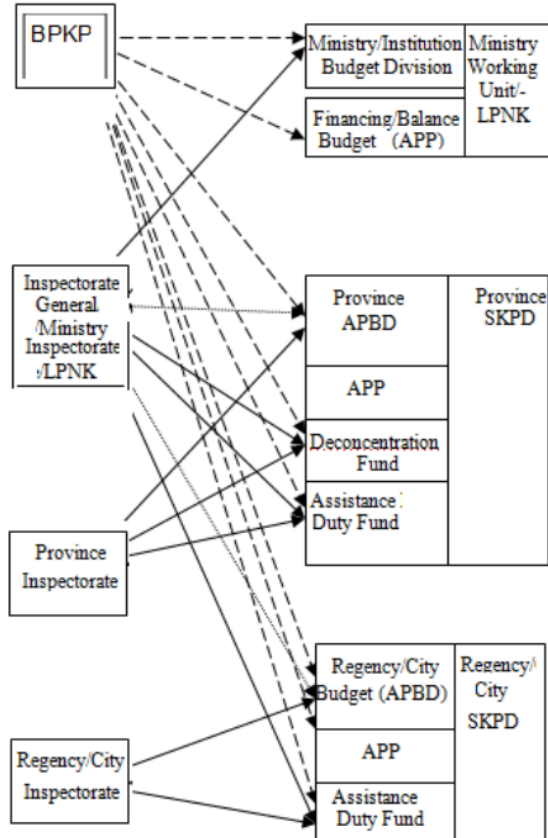 BPKP
Ministry/Institution
Budget Division
Ministry
Working
Unit/-
LPNK
Financing/Balance
Budget (APP)
Inspectorate
General
/Ministry
Inspectorate
e/LPNK
Province
APBD
Province
SKPD
APP
Deconcentration
Fund
Assistance
Duty Fund
Province
Inspectorate
Regency/City
Budget (APBD)
Regency/
City
SKPD
APP
Assistance
Duty Fund
Regency/City
Inspectorate